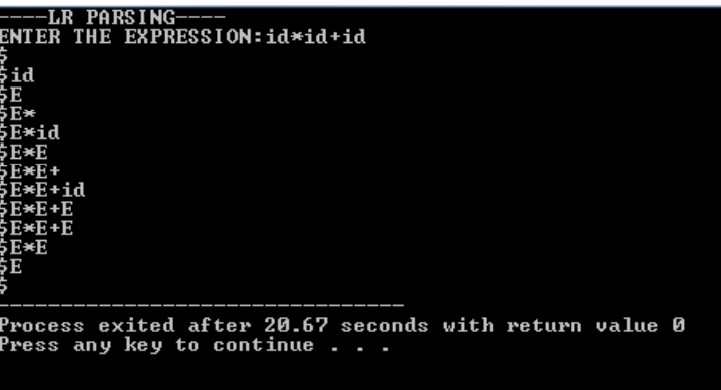 ----LR PARSING----
ENTER THE EXPRESSION:id*id+id
$
$id
$E
$E*
$E*id
$E*E
$E*E+
$E*E+id
$E*E+E
$E*E+E
$E*E
$E
$
---------------------------------
Process exited after 20.67 seconds with return value 0
Press any key to continue . . .